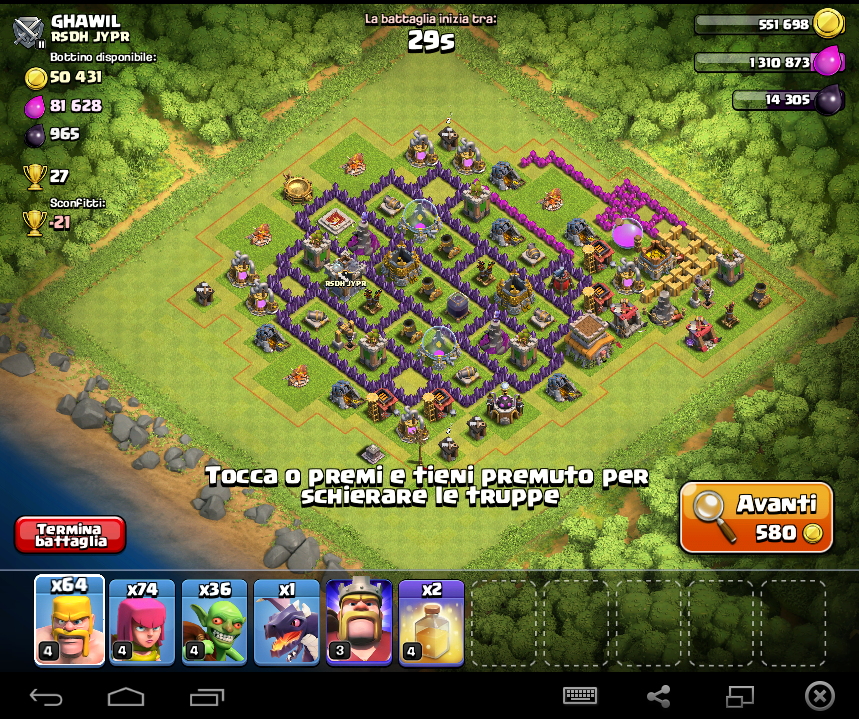 GHAWIL
RSDH JYPR
Bottino disponibile:
50 431
81 628
965
27
Sconfitti:
-21
La battaglia inizia tra:
29s
551 698
1 310 873
14 305
RSDH JYPR
Tocca o premi e tieni premuto per
schierare le truppe
Termina
battaglia
Avanti
580
x64
x74
x36
x1
x2
4
4
4
3
4